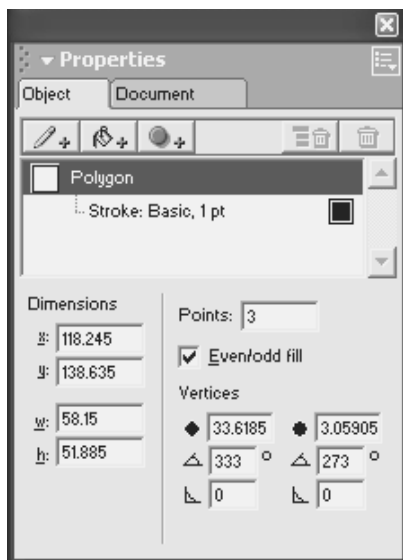 Properties
Object Document
Polygon
Stroke: Basic, 1 pt
Dimensions
x: 118.245
y: 138.635
w: 58.15
h: 51.885
Points: 3
Even/odd fill
Vertices
33.6185 3.05905
333 ° 273 °
0 0